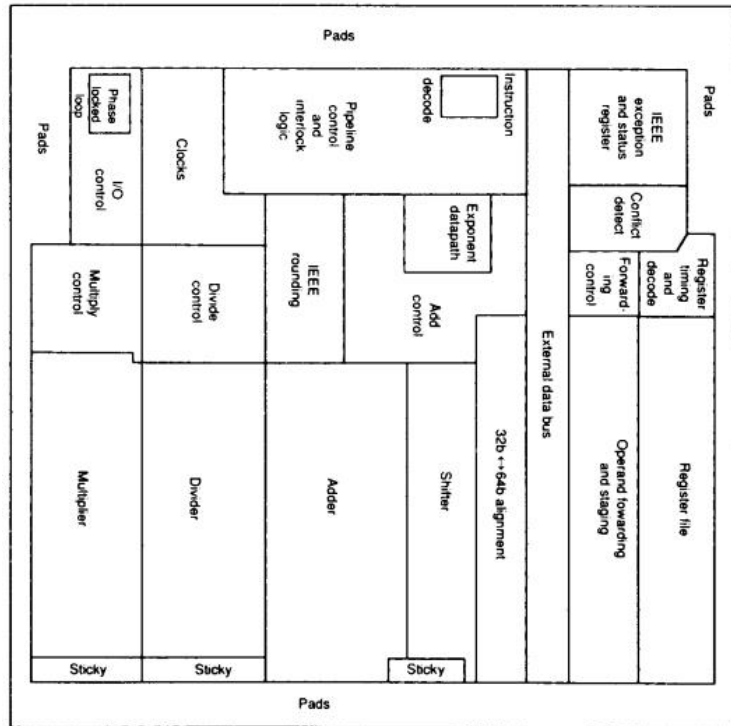 Pads
Pads
Phase
locked
loop
Pads
I/O
control
Clocks
Pipeline
control
and
interlock
logic
Instruction
decode
IEEE
exception
and status
register
Conflict
detect
Exponent
datapath
IEEE
rounding
Add
control
Multiply
control
Divide
control
Forward-
ing
control
Register
timing
and
decode
External data bus
Multiplier
Divider
Adder
Shifter
32b ↔64b alignment
Operand fowarding
and staging
Register file
Sticky
Sticky
Sticky
Pads